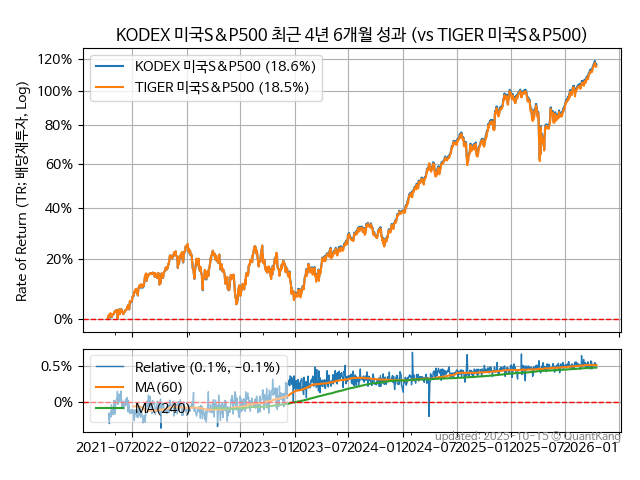 KODEX 미국S&P500 최근 4년 6개월 성과 (vs TIGER 미국S&P500)
Rate of Return (TR; 배당재투자, Log)
120%
100%
80%
60%
40%
20%
0%
KODEX 미국S&P500 (18.6%)
TIGER 미국S&P500 (18.5%)
0.5%
0%
Relative (0.1%, −0.1%)
MA(60)
MA(240)
updated: 2025-10-15 © QuantKang
2021-07
2022-01
2022-07
2023-01
2023-07
2024-01
2024-07
2025-01
2025-07
2026-01